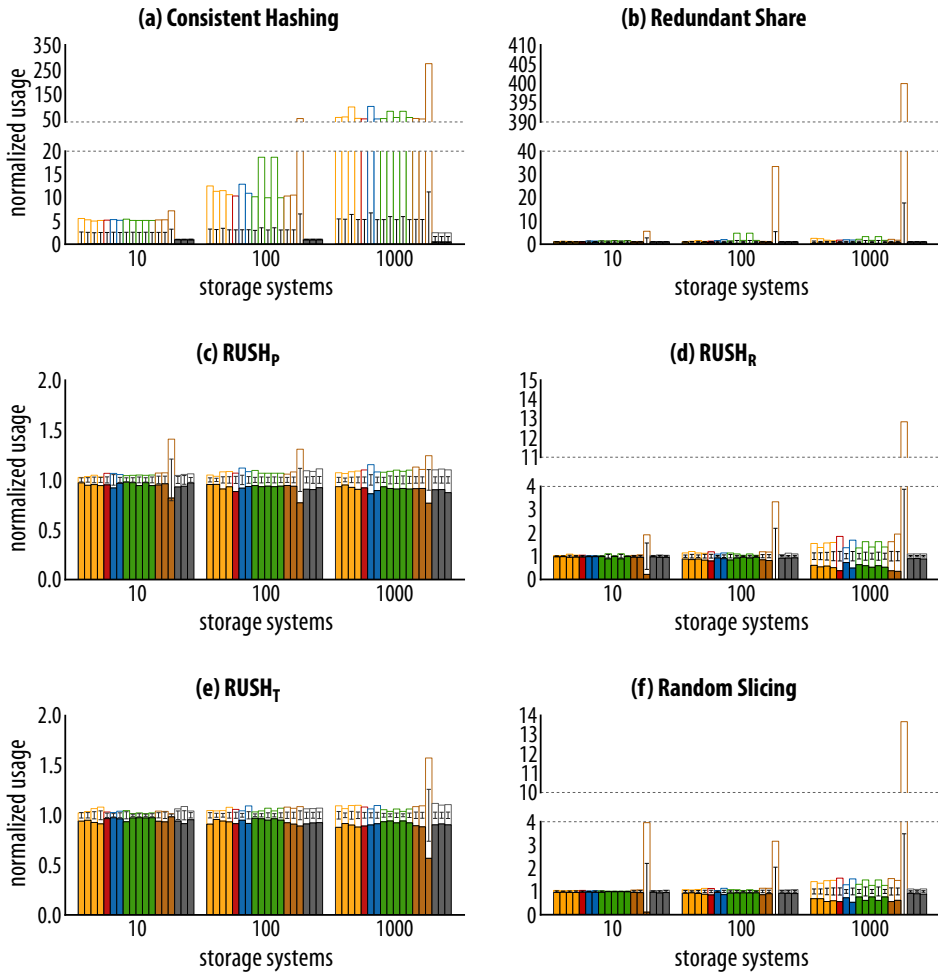 (a) Consistent Hashing
normalized usage
350
250
150
50
20
15
10
5
0
10 100 1000
storage systems
(b) Redundant Share
410
405
400
395
390
40
30
20
10
0
10 100 1000
storage systems
(c) RUSHP
normalized usage
2.0
1.5
1.0
0.5
0.0
10 100 1000
storage systems
(d) RUSHR
15
14
13
12
11
4
3
2
1
0
10 100 1000
storage systems
(e) RUSHT
normalized usage
2.0
1.5
1.0
0.5
0.0
10 100 1000
storage systems
(f) Random Slicing
14
13
12
11
10
4
3
2
1
0
10 100 1000
storage systems